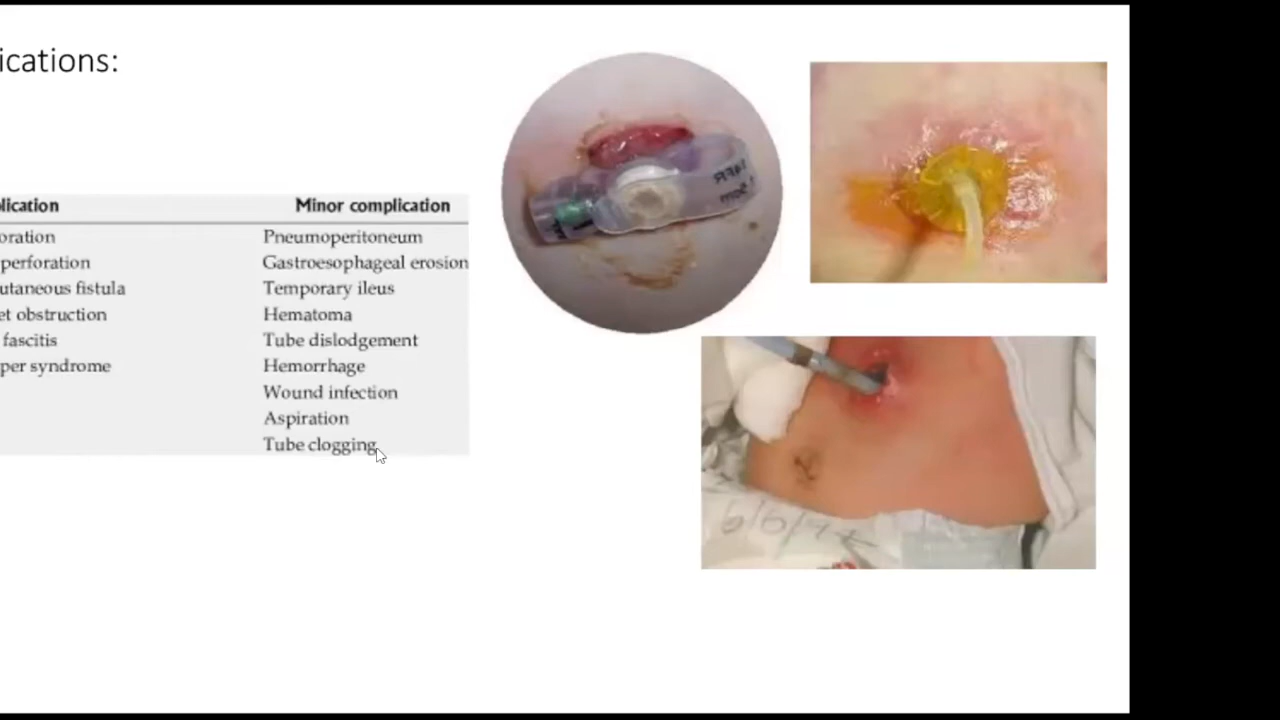 ications:
lication Minor complication
oration Pneumoperitoneum
perforation Gastroesophageal erosion
utaneous fistula Temporary ileus
et obstruction Hematoma
fascitis Tube dislodgement
per syndrome Hemorrhage
Wound infection
Aspiration
Tube clogging